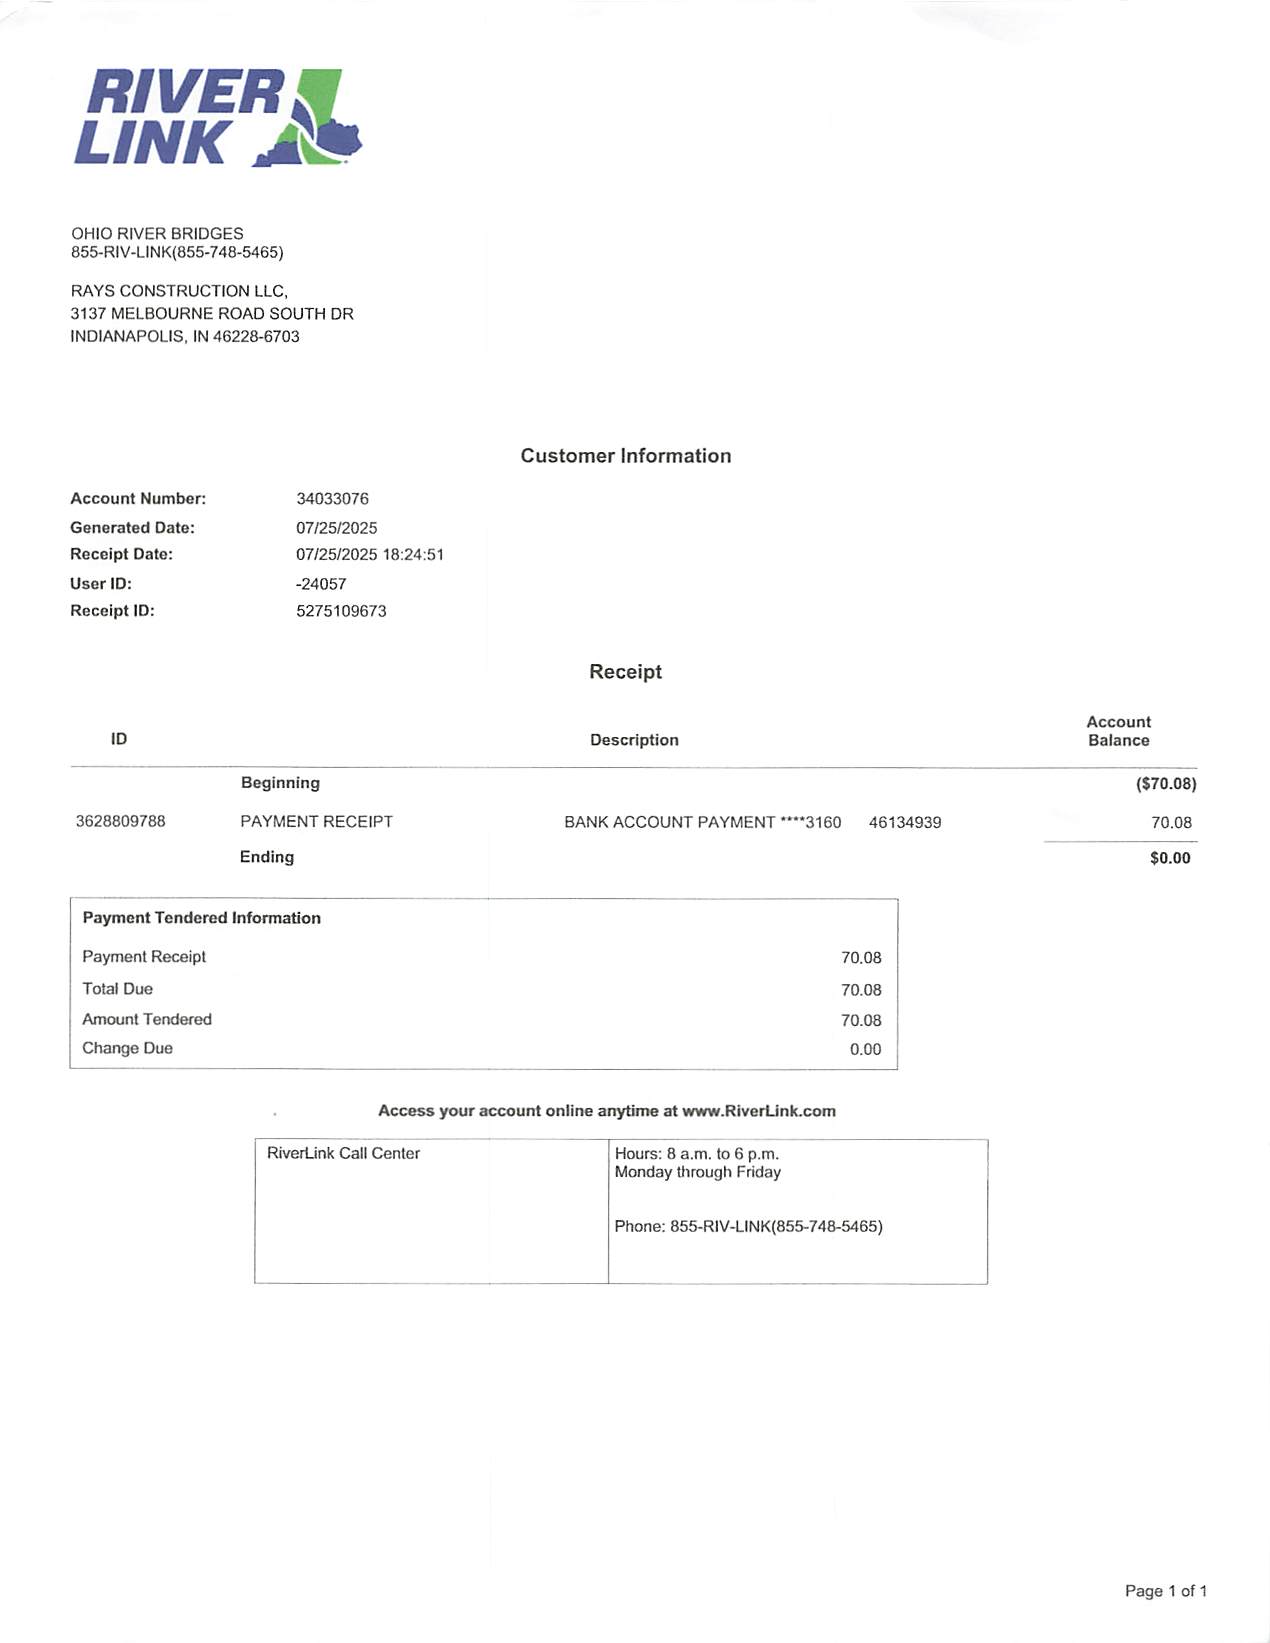 RIVER
LINK
OHIO RIVER BRIDGES
855-RIV-LINK(855-748-5465)
RAYS CONSTRUCTION LLC,
3137 MELBOURNE ROAD SOUTH DR
INDIANAPOLIS, IN 46228-6703
Customer Information
Account Number: 34033076
Generated Date: 07/25/2025
Receipt Date: 07/25/2025 18:24:51
User ID: -24057
Receipt ID: 5275109673
Receipt
ID Description Account Balance
Beginning ($70.08)
3628809788 PAYMENT RECEIPT BANK ACCOUNT PAYMENT ****3160 46134939 70.08
Ending $0.00
Payment Tendered Information
Payment Receipt 70.08
Total Due 70.08
Amount Tendered 70.08
Change Due 0.00
Access your account online anytime at www.RiverLink.com
RiverLink Call Center Hours: 8 a.m. to 6 p.m.
Monday through Friday
Phone: 855-RIV-LINK(855-748-5465)
Page 1 of 1